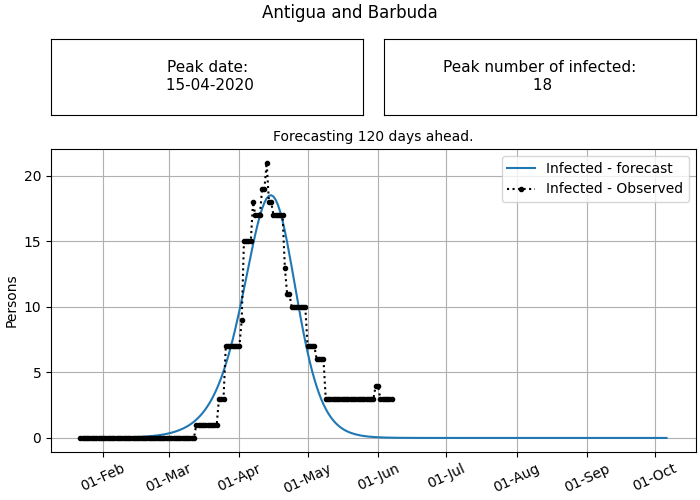 Antigua and Barbuda
Peak date:
15-04-2020
Peak number of infected:
18
Forecasting 120 days ahead.
Infected - forecast
Infected - Observed
Persons
20
15
10
5
0
01-Feb
01-Mar
01-Apr
01-May
01-Jun
01-Jul
01-Aug
01-Sep
01-Oct